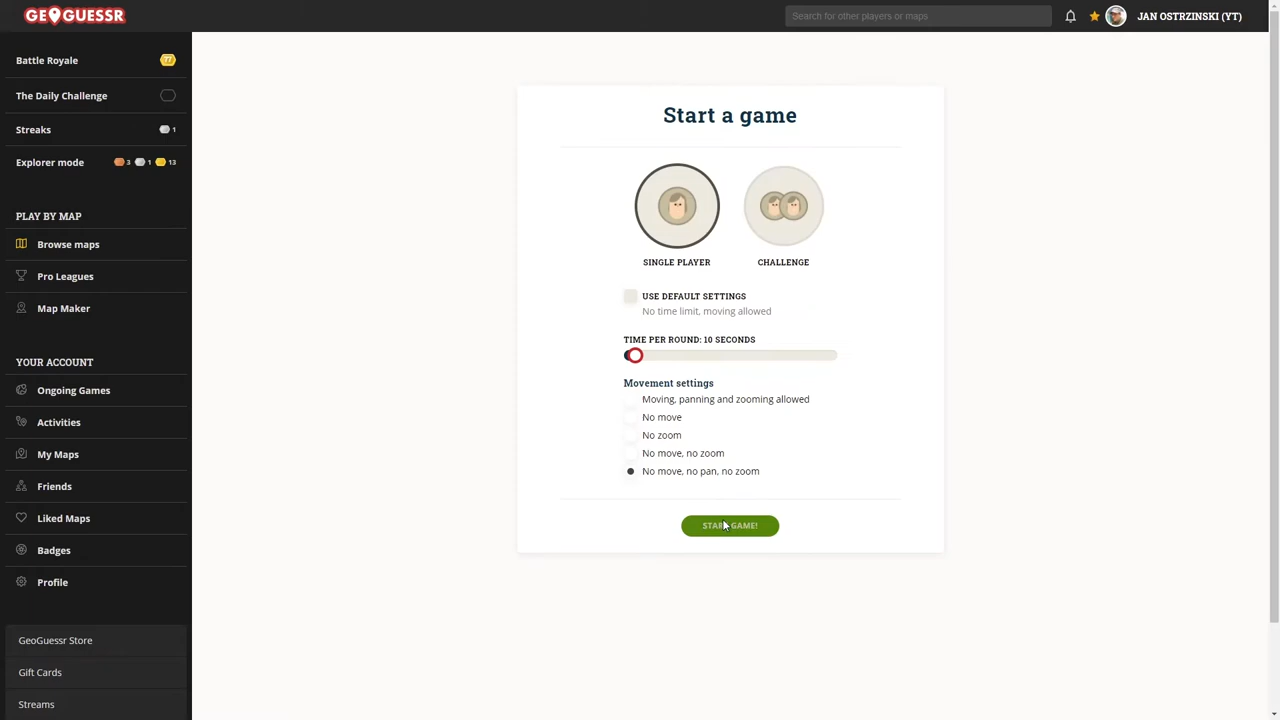 GEOGUESSR
Search for other players or maps
JAN OSTRZINSKI (YT)
Battle Royale
77
The Daily Challenge
Streaks
1
Explorer mode
3
1
13
PLAY BY MAP
Browse maps
Pro Leagues
Map Maker
YOUR ACCOUNT
Ongoing Games
Activities
My Maps
Friends
Liked Maps
Badges
Profile
GeoGuessr Store
Gift Cards
Streams
Start a game
SINGLE PLAYER
CHALLENGE
USE DEFAULT SETTINGS
No time limit, moving allowed
TIME PER ROUND: 10 SECONDS
Movement settings
Moving, panning and zooming allowed
No move
No zoom
No move, no zoom
No move, no pan, no zoom
START GAME!